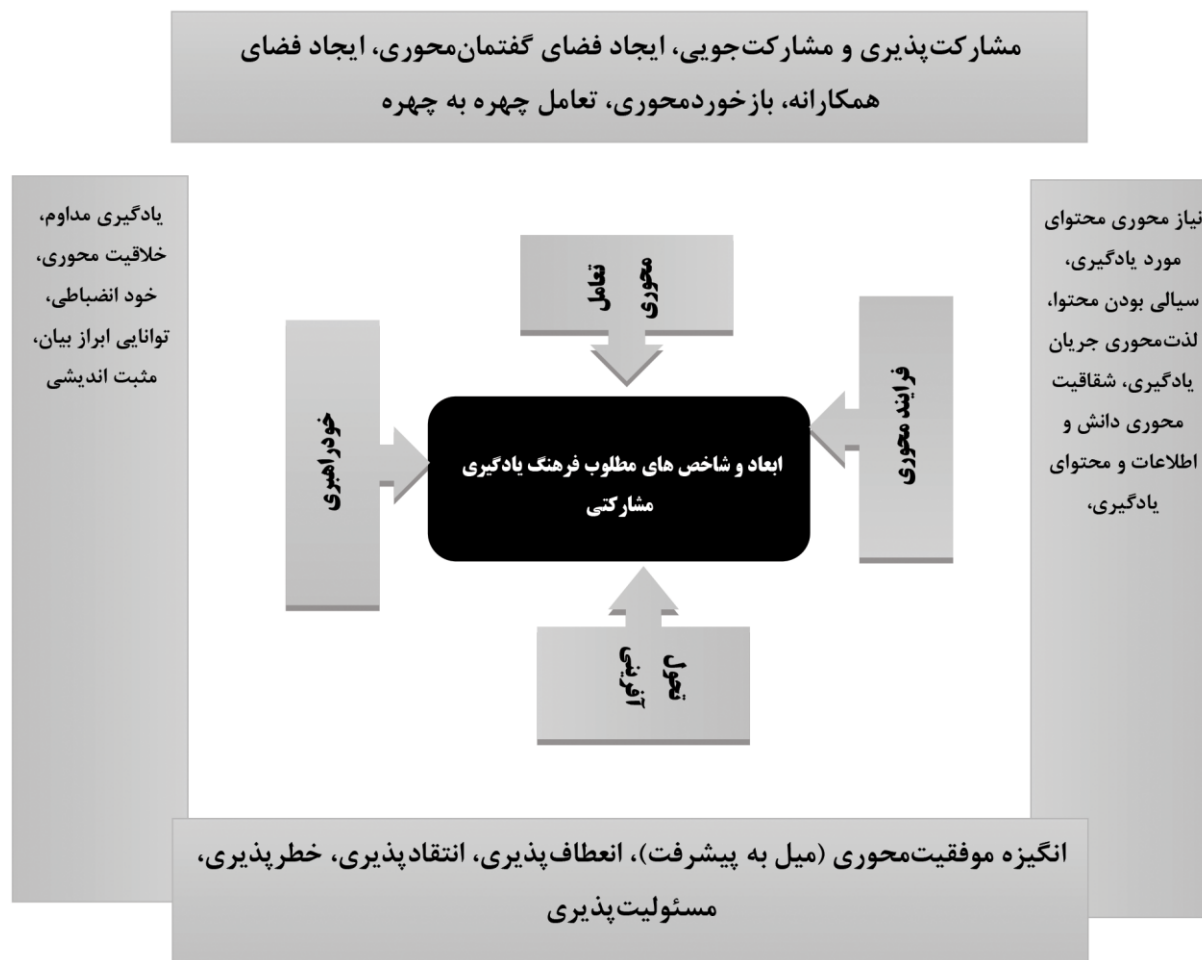 مشارکت‌پذیری و مشارکت‌جویی، ایجاد فضای گفتمان‌محوری، ایجاد فضای
همکارانه، بازخوردمحوری، تعامل چهره به چهره
نیاز محوری محتوای
مورد یادگیری،
سیالی بودن محتوا،
لذت‌محوری جریان
یادگیری، شقاقیت
محوری دانش و
اطلاعات و محتوای
یادگیری،
فرایند محوری
تعامل
محوری
ابعاد و شاخص های مطلوب فرهنگ یادگیری
مشارکتی
تحول
آفرینی
خودراهبری
یادگیری مداوم،
خلاقیت محوری،
خود انضباطی،
توانایی ابراز بیان،
مثبت اندیشی
انگیزه موفقیت‌محوری (میل به پیشرفت)، انعطاف‌پذیری، انتقادپذیری، خطرپذیری،
مسئولیت‌پذیری